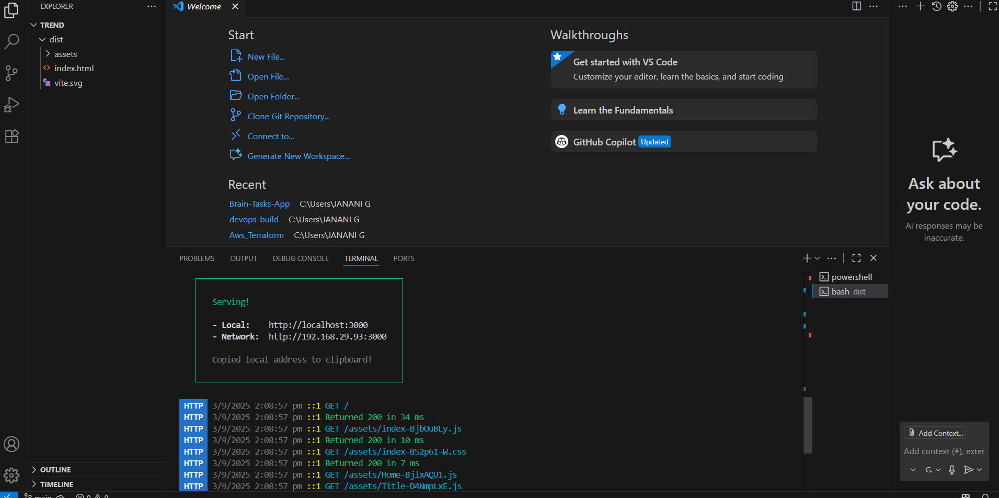 EXPLORER
TREND
dist
assets
index.html
vite.svg
OUTLINE
TIMELINE
main
0 0
Welcome
Start
New File...
Open File...
Open Folder...
Clone Git Repository...
Connect to...
Generate New Workspace...
Recent
Brain-Tasks-App C:\Users\JANANI G
devops-build C:\Users\JANANI G
Aws_Terraform C:\Users\JANANI G
Walkthroughs
Get started with VS Code
Customize your editor, learn the basics, and start coding
Learn the Fundamentals
GitHub Copilot Updated
PROBLEMS OUTPUT DEBUG CONSOLE TERMINAL PORTS
Serving!
- Local: http://localhost:3000
- Network: http://192.168.29.93:3000
Copied local address to clipboard!
HTTP 3/9/2025 2:08:57 pm ::1 GET /
HTTP 3/9/2025 2:08:57 pm ::1 Returned 200 in 34 ms
HTTP 3/9/2025 2:08:57 pm ::1 GET /assets/index-BjbOuBLy.js
HTTP 3/9/2025 2:08:57 pm ::1 Returned 200 in 10 ms
HTTP 3/9/2025 2:08:57 pm ::1 GET /assets/index-B52p61-W.css
HTTP 3/9/2025 2:08:57 pm ::1 Returned 200 in 7 ms
HTTP 3/9/2025 2:08:57 pm ::1 GET /assets/Home-BjlxAQU1.js
HTTP 3/9/2025 2:08:57 pm ::1 GET /assets/Title-D4NmpLxE.js
powershell
bash dist
Ask about
your code.
AI responses may be
inaccurate.
Add Context...
Add context (#), exter
G..